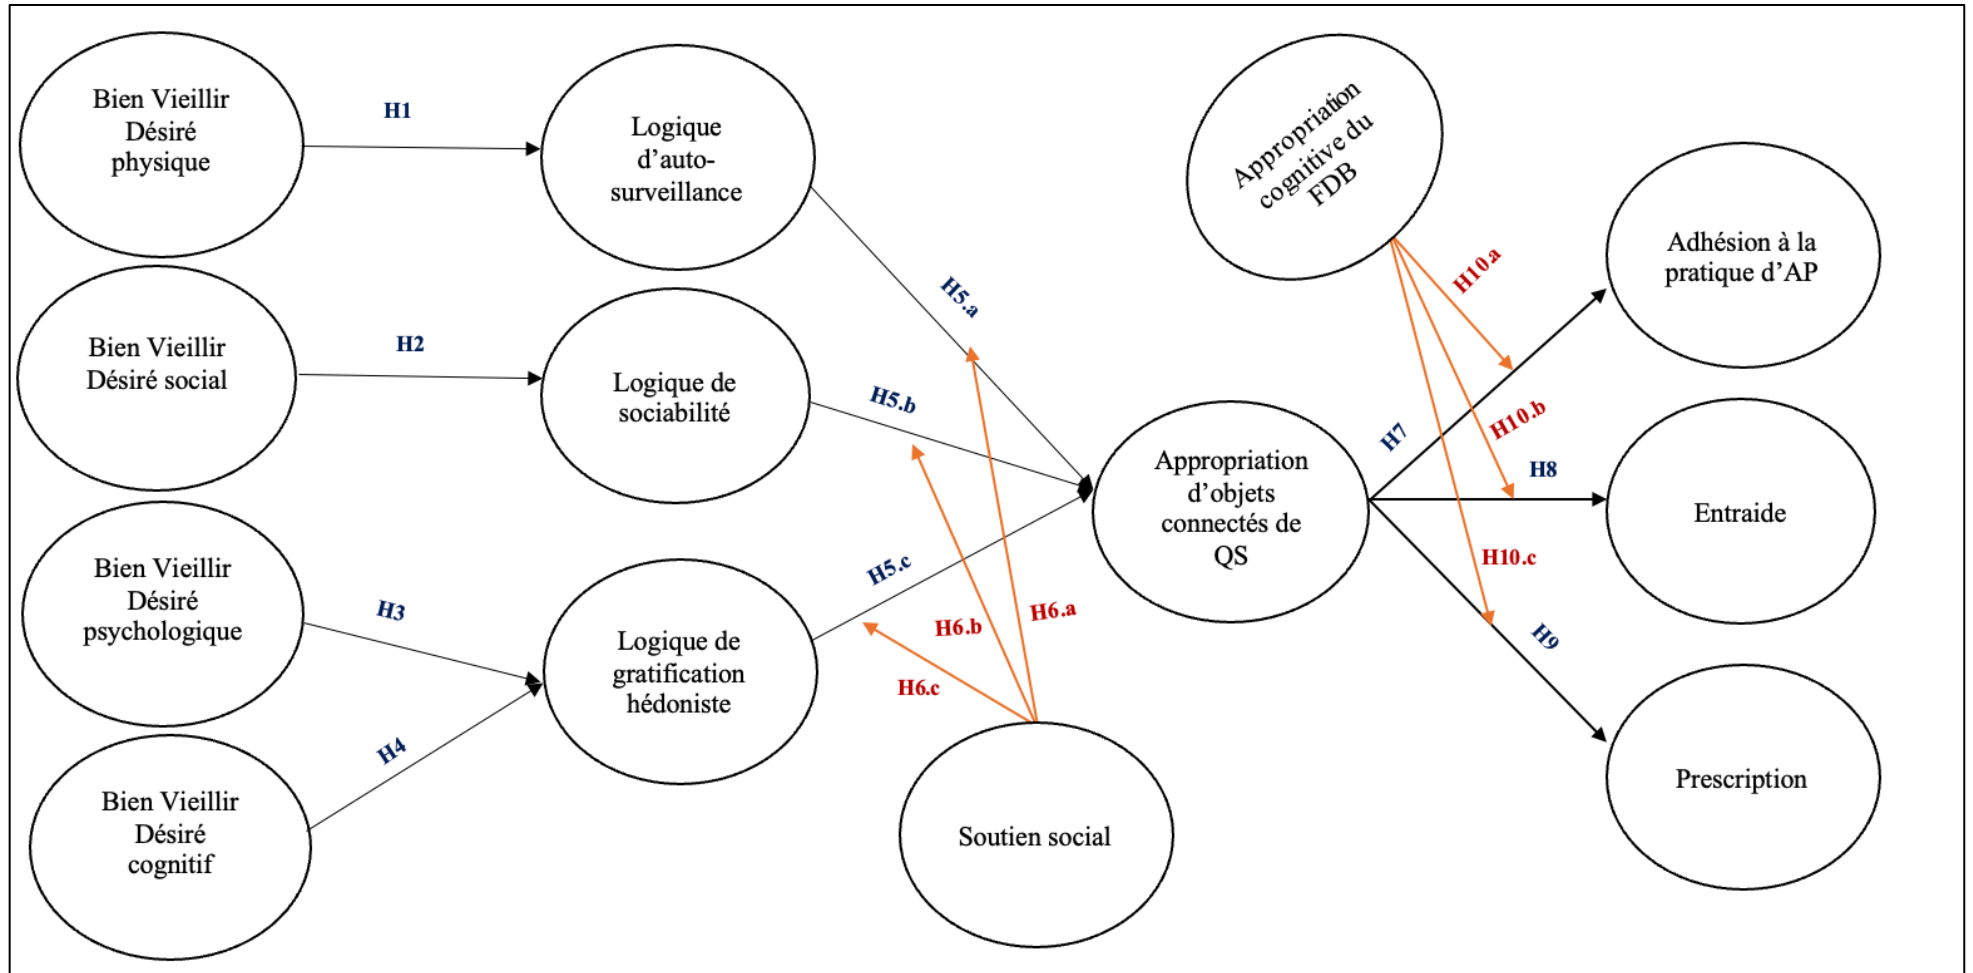 Bien Vieillir
Désiré
physique
H1
Logique
d’auto-
surveillance
Appropriation
cognitive du
FDB
Adhésion à la
pratique d’AP
H10.a
H5.a
Bien Vieillir
Désiré social
H2
Logique de
sociabilité
H5.b
H10.b
H7
H8
Appropriation
d’objets
connectés de
QS
Entraide
H10.c
H5.c
Bien Vieillir
Désiré
psychologique
H3
Logique de
gratification
hédoniste
H6.b
H6.a
H6.c
H9
H4
Bien Vieillir
Désiré
cognitif
Soutien social
Prescription